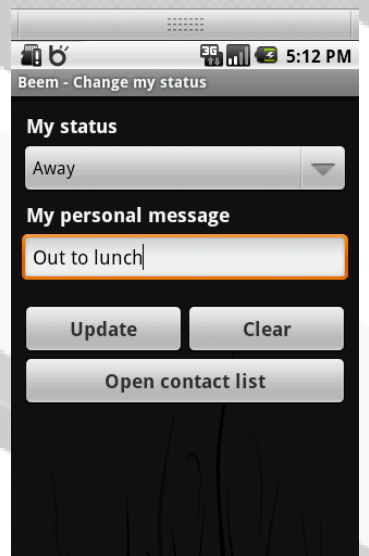 3G 5:12 PM
Beem - Change my status
My status
Away
My personal message
Out to lunch
Update Clear
Open contact list